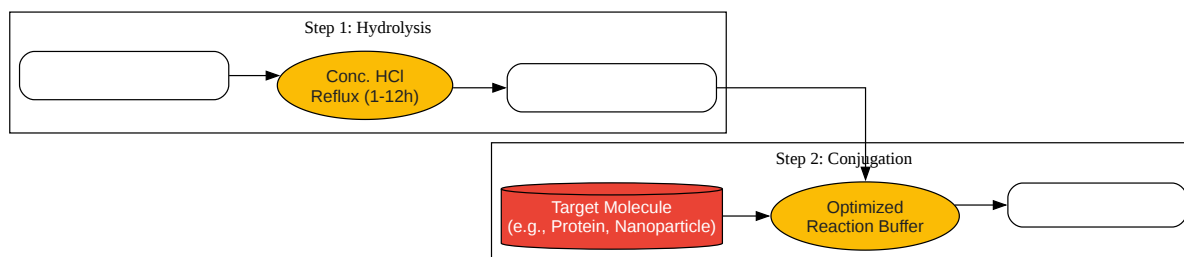 Step 1: Hydrolysis
Conc. HCl
Reflux (1-12h)
Step 2: Conjugation
Target Molecule
(e.g., Protein, Nanoparticle)
Optimized
Reaction Buffer